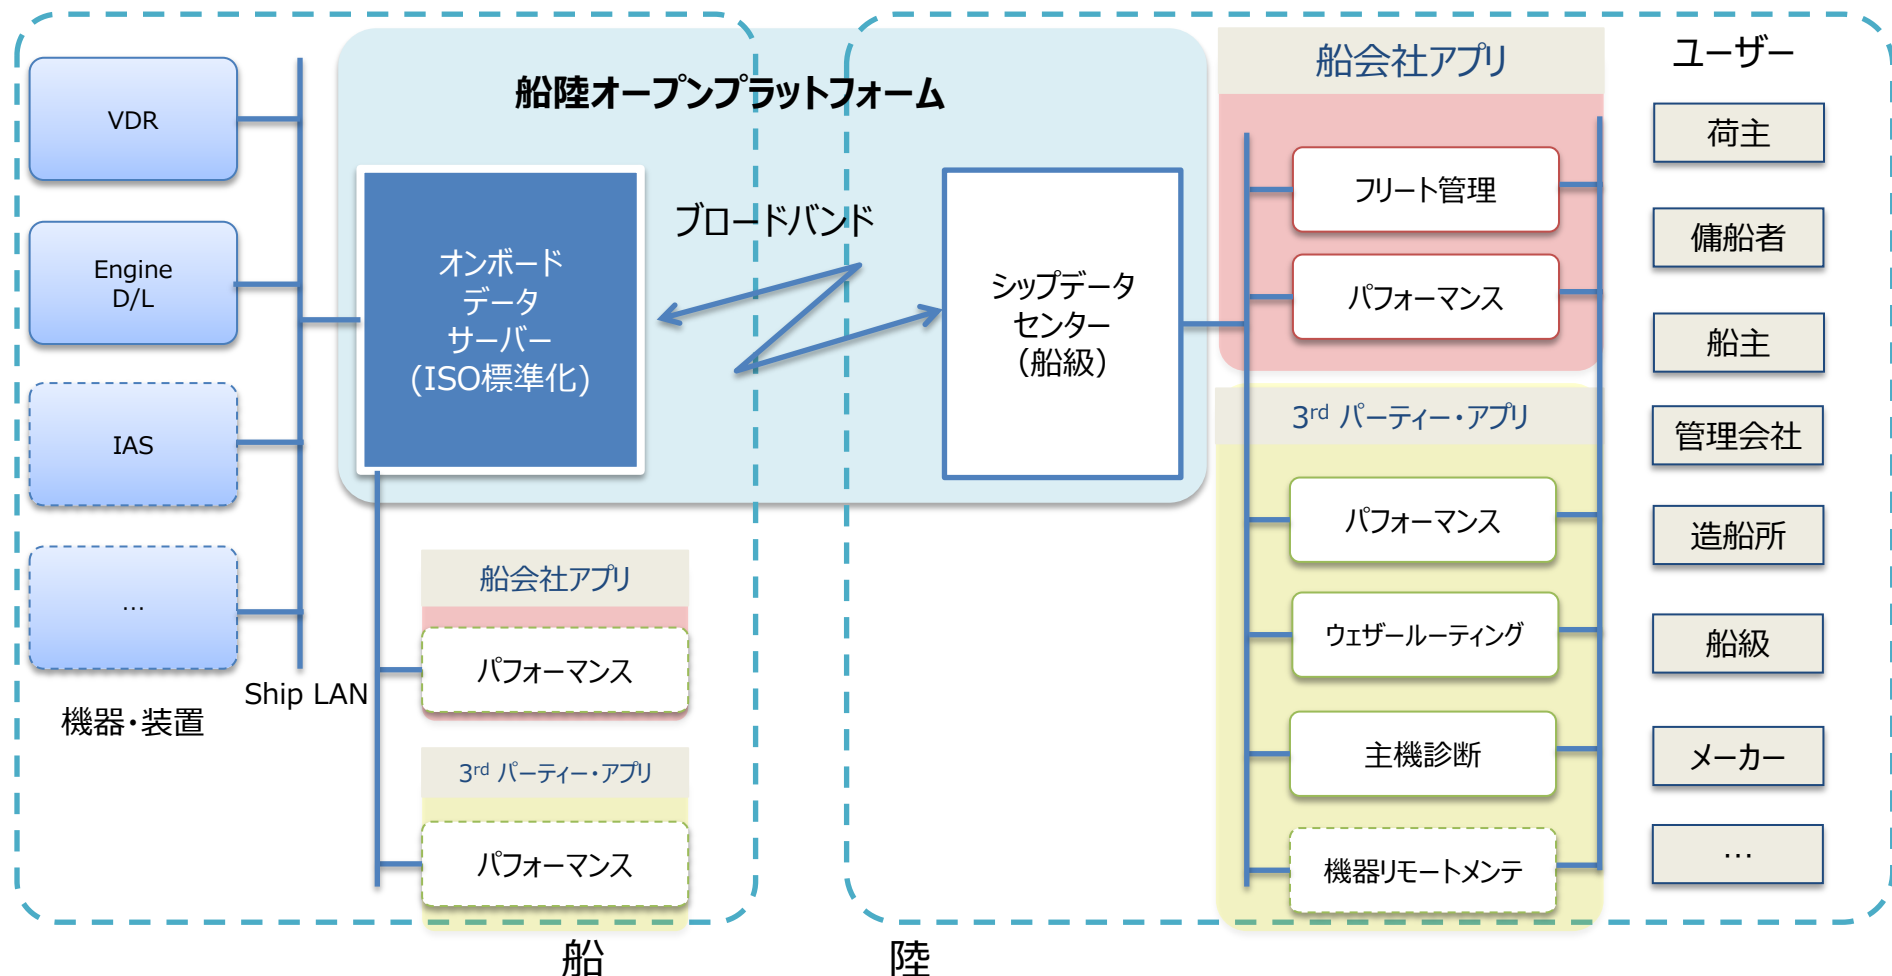 船陸オープンプラットフォーム
VDR
Engine
D/L
IAS
…
機器・装置
Ship LAN
オンボード
データ
サーバー
(ISO標準化)
ブロードバンド
シップデータ
センター
（船級）
船会社アプリ
パフォーマンス
3rd パーティー・アプリ
パフォーマンス
船会社アプリ
フリート管理
パフォーマンス
3rd パーティー・アプリ
パフォーマンス
ウェザールーティング
主機診断
機器リモートメンテ
ユーザー
荷主
傭船者
船主
管理会社
造船所
船級
メーカー
…
船
陸